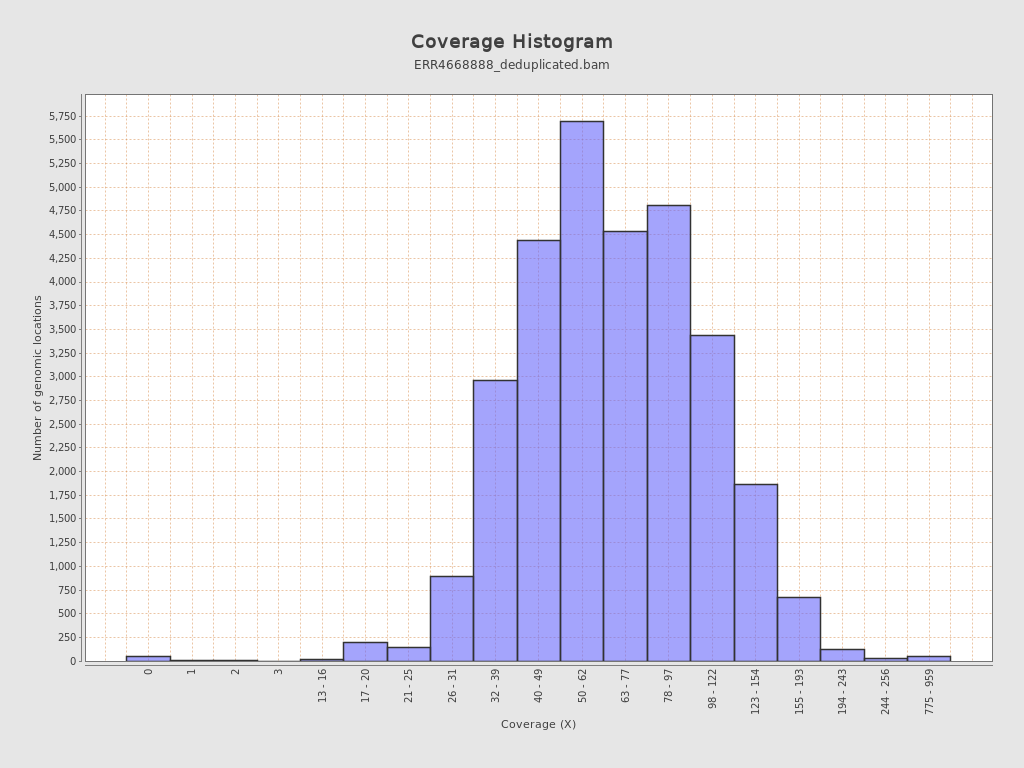 Coverage Histogram
ERR4668888_deduplicated.bam
Number of genomic locations
5,750
5,500
5,250
5,000
4,750
4,500
4,250
4,000
3,750
3,500
3,250
3,000
2,750
2,500
2,250
2,000
1,750
1,500
1,250
1,000
750
500
250
0
0
1
2
3
13 - 16
17 - 20
21 - 25
26 - 31
32 - 39
40 - 49
50 - 62
63 - 77
78 - 97
98 - 122
123 - 154
155 - 193
194 - 243
244 - 256
775 - 959
Coverage (X)